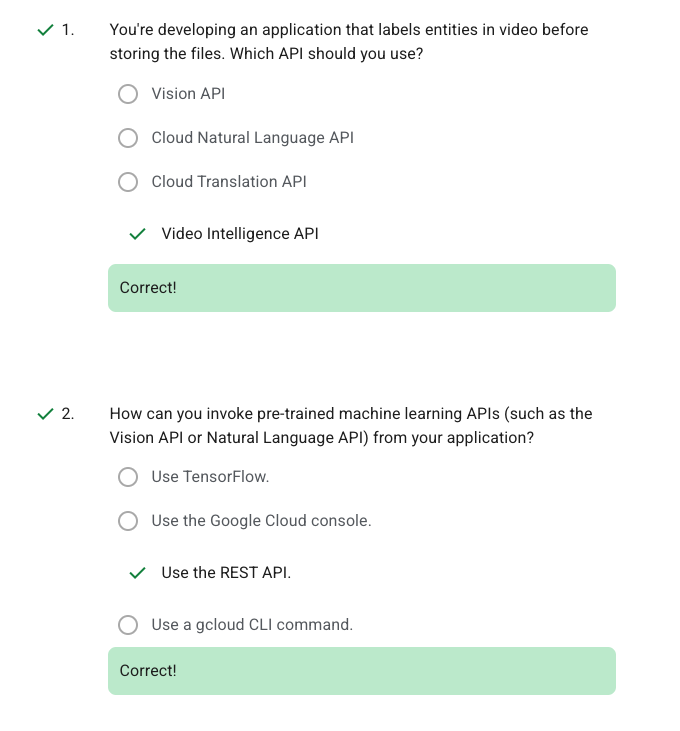 1. You're developing an application that labels entities in video before
storing the files. Which API should you use?
Vision API
Cloud Natural Language API
Cloud Translation API
Video Intelligence API
Correct!
2. How can you invoke pre-trained machine learning APIs (such as the
Vision API or Natural Language API) from your application?
Use TensorFlow.
Use the Google Cloud console.
Use the REST API.
Use a gcloud CLI command.
Correct!